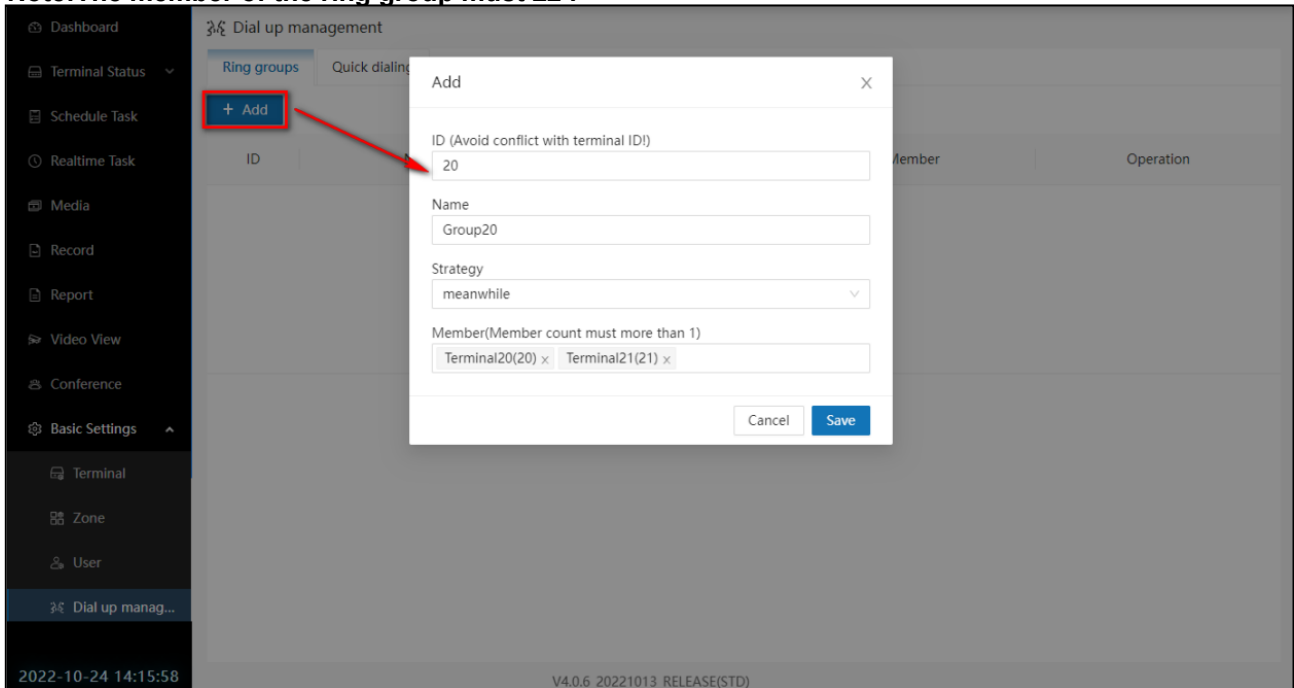 Dashboard
Terminal Status
Schedule Task
Realtime Task
Media
Record
Report
Video View
Conference
Basic Settings
Terminal
Zone
User
Dial up manag...
2022-10-24 14:15:58
Dial up management
Ring groups Quick dialing
+ Add
ID Member Operation
Add
ID (Avoid conflict with terminal ID!)
20
Name
Group20
Strategy
meanwhile
Member(Member count must more than 1)
Terminal20(20) x Terminal21(21) x
Cancel Save
V4.0.6_20221013_RELEASE(STD)